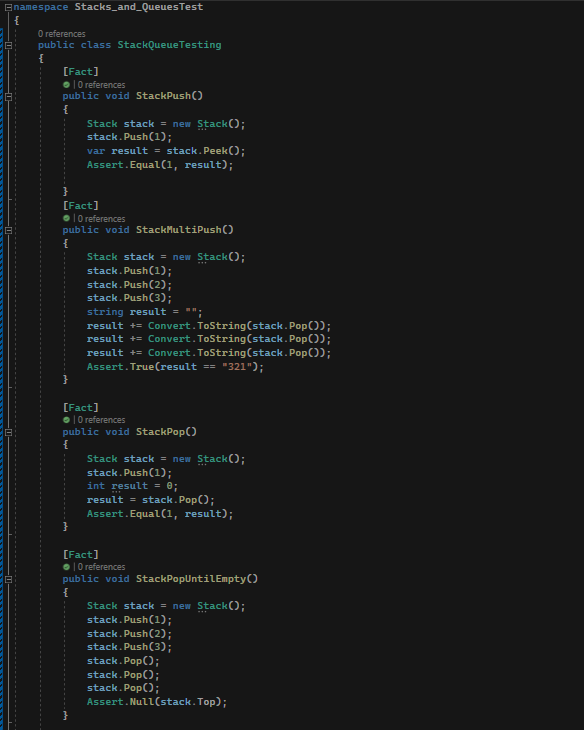 namespace Stacks_and_QueuesTest
{
0 references
public class StackQueueTesting
{
[Fact]
| 0 references
public void StackPush()
{
Stack stack = new Stack();
stack.Push(1);
var result = stack.Peek();
Assert.Equal(1, result);
}
[Fact]
| 0 references
public void StackMultiPush()
{
Stack stack = new Stack();
stack.Push(1);
stack.Push(2);
stack.Push(3);
string result = "";
result += Convert.ToString(stack.Pop());
result += Convert.ToString(stack.Pop());
result += Convert.ToString(stack.Pop());
Assert.True(result == "321");
}
[Fact]
| 0 references
public void StackPop()
{
Stack stack = new Stack();
stack.Push(1);
int result = 0;
result = stack.Pop();
Assert.Equal(1, result);
}
[Fact]
| 0 references
public void StackPopUntilEmpty()
{
Stack stack = new Stack();
stack.Push(1);
stack.Push(2);
stack.Push(3);
stack.Pop();
stack.Pop();
stack.Pop();
Assert.Null(stack.Top);
}